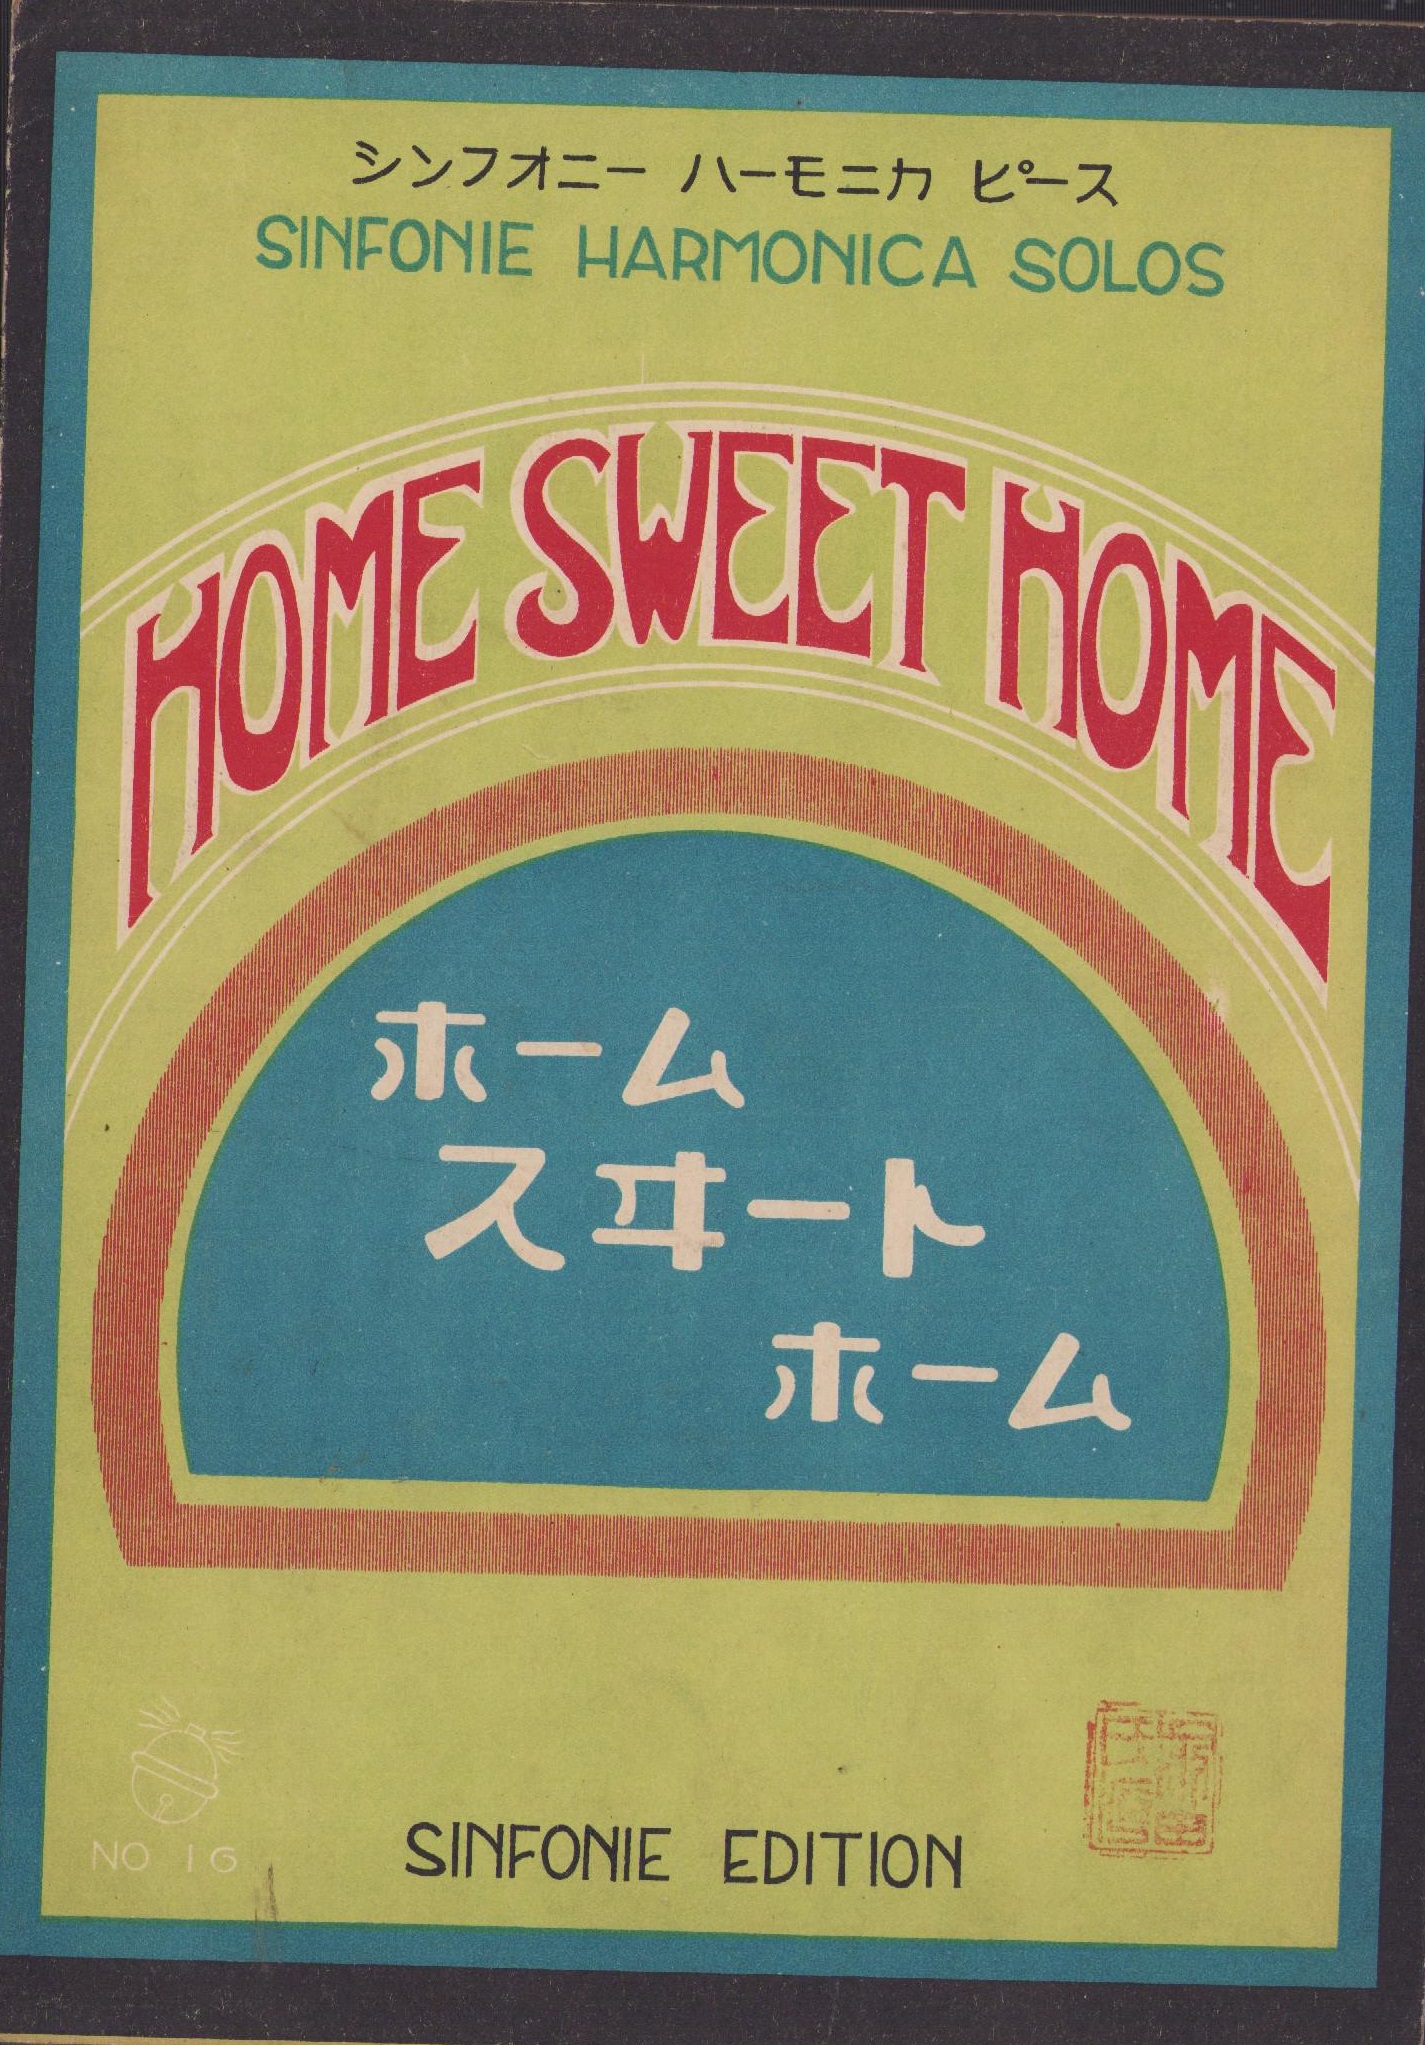 シンフオニー ハーモニカ ピース
SINFONIE HARMONICA SOLOS
HOME SWEET HOME
ホーム
スヰート
ホーム
NO 16
SINFONIE EDITION